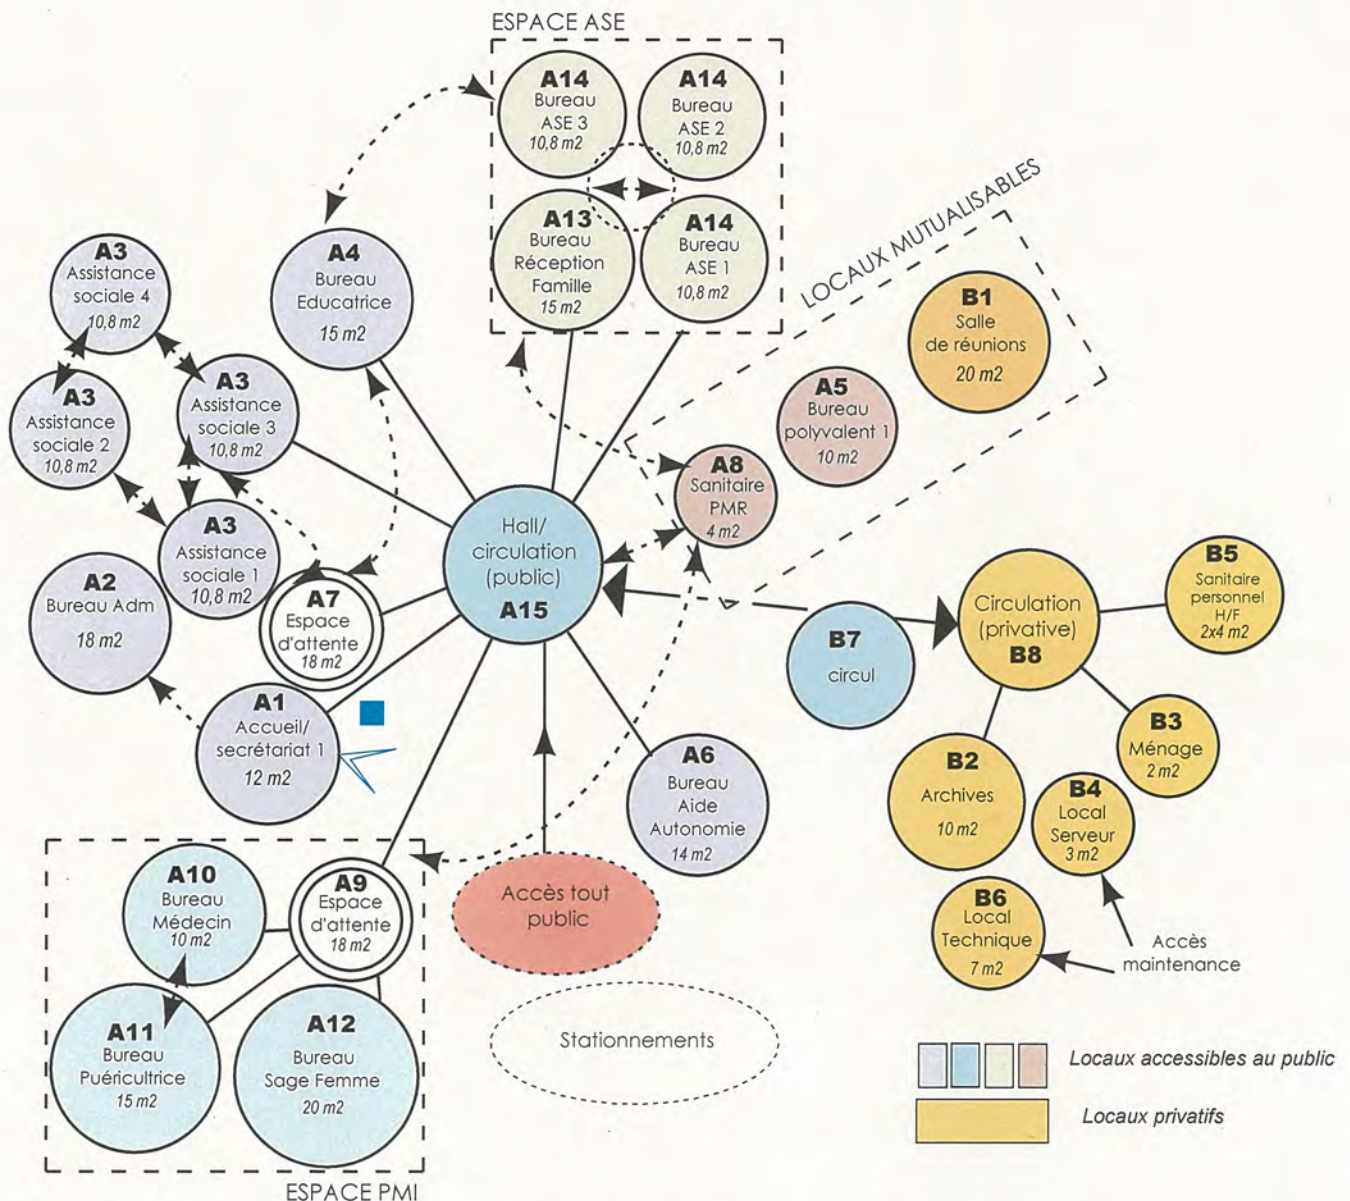 ESPACE ASE
A14
Bureau
ASE 3
10,8 m2
A14
Bureau
ASE 2
10,8 m2
A13
Bureau
Réception
Famille
15 m2
A14
Bureau
ASE 1
10,8 m2
LOCAUX MUTUALISABLES
B1
Salle
de réunions
20 m2
A5
Bureau
polyvalent 1
10 m2
A8
Sanitaire
PMR
4 m2
A4
Bureau
Educatrice
15 m2
A3
Assistance
sociale 4
10,8 m2
A3
Assistance
sociale 2
10,8 m2
A3
Assistance
sociale 3
10,8 m2
A3
Assistance
sociale 1
10,8 m2
A2
Bureau Adm
18 m2
A7
Espace
d'attente
18 m2
Hall/
circulation
(public)
A15
A1
Accueil/
secrétariat 1
12 m2
A6
Bureau
Aide
Autonomie
14 m2
B7
circul
Circulation
(privative)
B8
B5
Sanitaire
personnel
H/F
2x4 m2
B3
Ménage
2 m2
B2
Archives
10 m2
B4
Local
Serveur
3 m2
B6
Local
Technique
7 m2
Accès
maintenance
A10
Bureau
Médecin
10 m2
A9
Espace
d'attente
18 m2
A11
Bureau
Puéricultrice
15 m2
A12
Bureau
Sage Femme
20 m2
ESPACE PMI
Accès tout
public
Stationnements
Locaux accessibles au public
Locaux privatifs